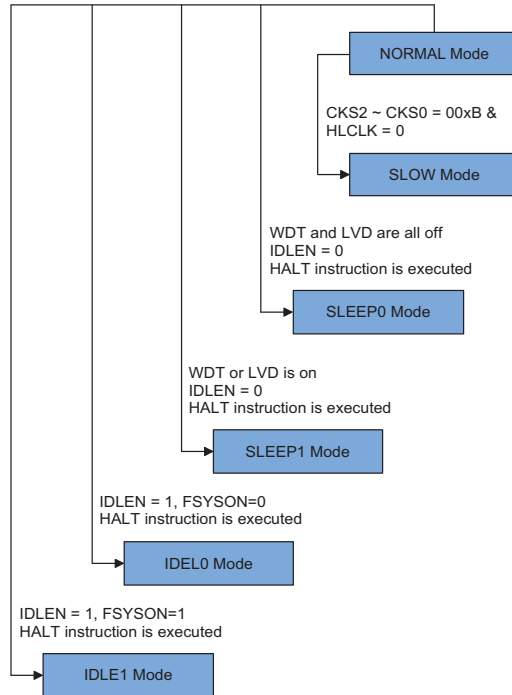 NORMAL Mode
CKS2 ~ CKS0 = 00xB &
HLCLK = 0
SLOW Mode
WDT and LVD are all off
IDLEN = 0
HALT instruction is executed
SLEEP0 Mode
WDT or LVD is on
IDLEN = 0
HALT instruction is executed
SLEEP1 Mode
IDLEN = 1, FSYSON=0
HALT instruction is executed
IDEL0 Mode
IDLEN = 1, FSYSON=1
HALT instruction is executed
IDLE1 Mode